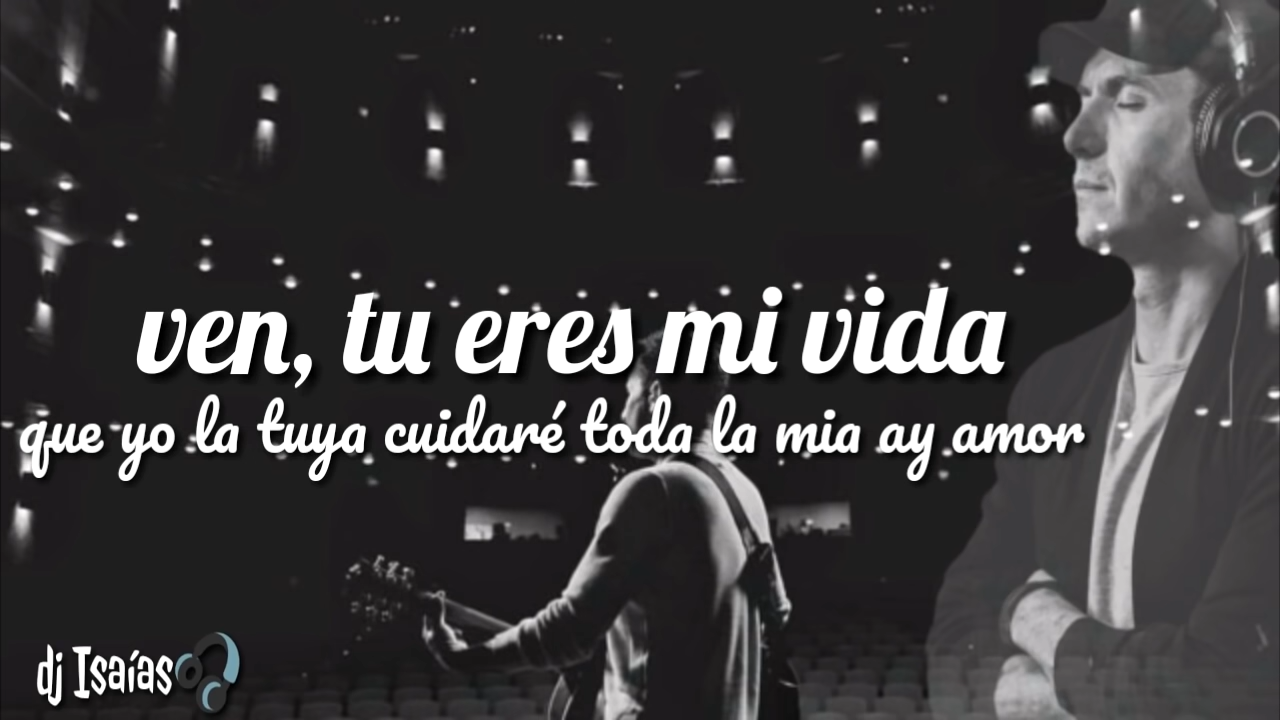 ven, tu eres mi vida
que yo la tuya cuidaré toda la mia ay amor
dj Isaías